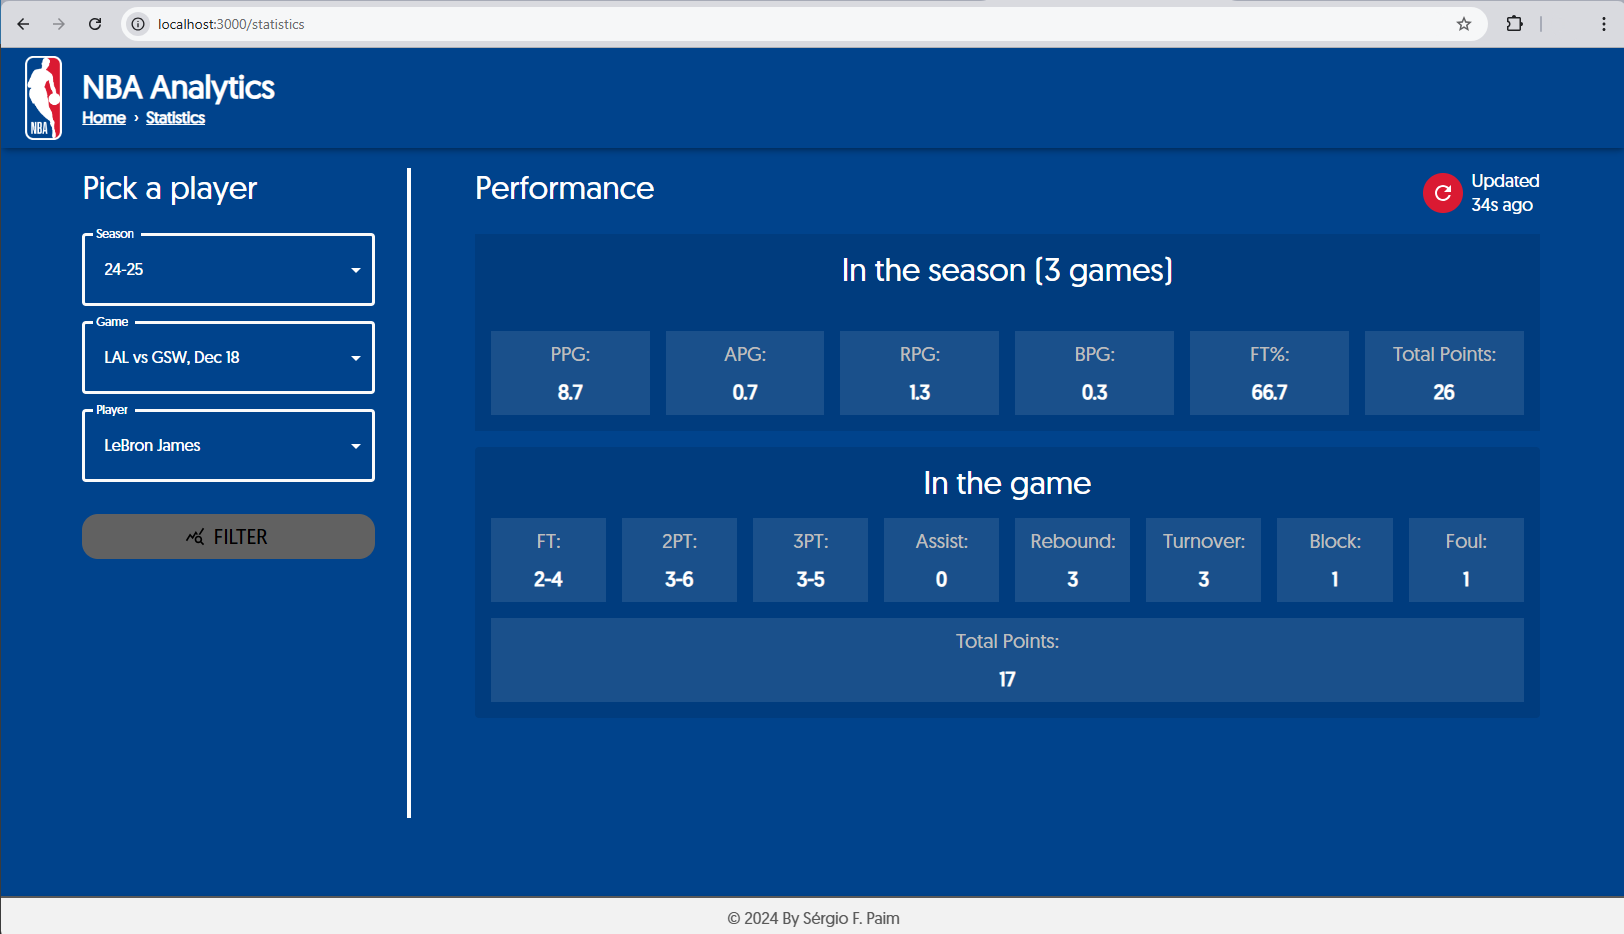 localhost:3000/statistics
NBA
NBA Analytics
Home › Statistics
Pick a player
Season
24-25
Game
LAL vs GSW, Dec 18
Player
LeBron James
FILTER
Performance
Updated
34s ago
In the season (3 games)
PPG: APG: RPG: BPG: FT%: Total Points:
8.7 0.7 1.3 0.3 66.7 26
In the game
FT: 2PT: 3PT: Assist: Rebound: Turnover: Block: Foul:
2-4 3-6 3-5 0 3 3 1 1
Total Points:
17
© 2024 By Sérgio F. Paim